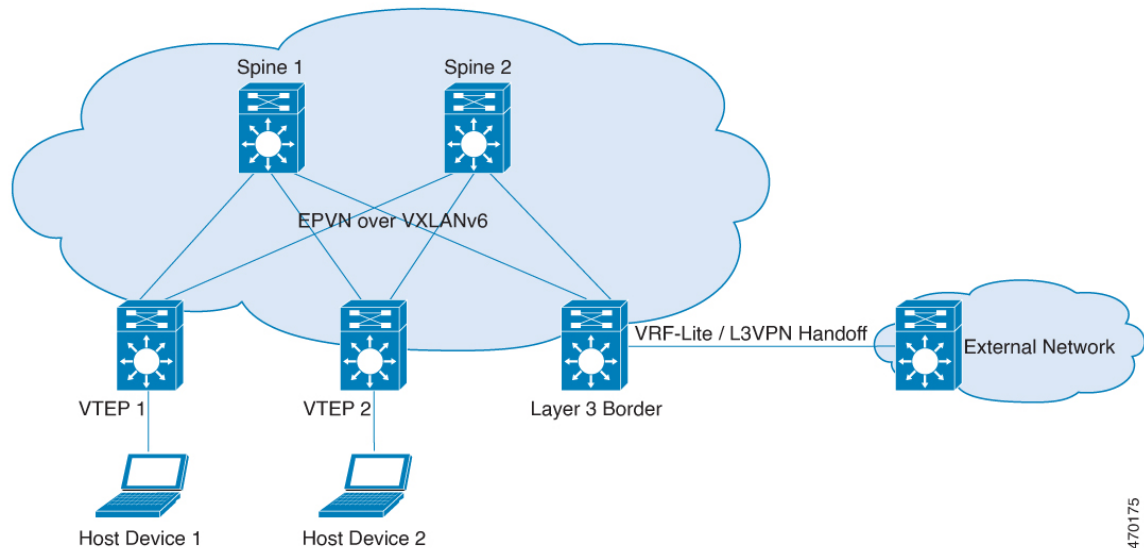 Spine 1
Spine 2
EPVN over VXLANv6
VRF-Lite / L3VPN Handoff
External Network
VTEP 1
VTEP 2
Layer 3 Border
Host Device 1
Host Device 2
470175